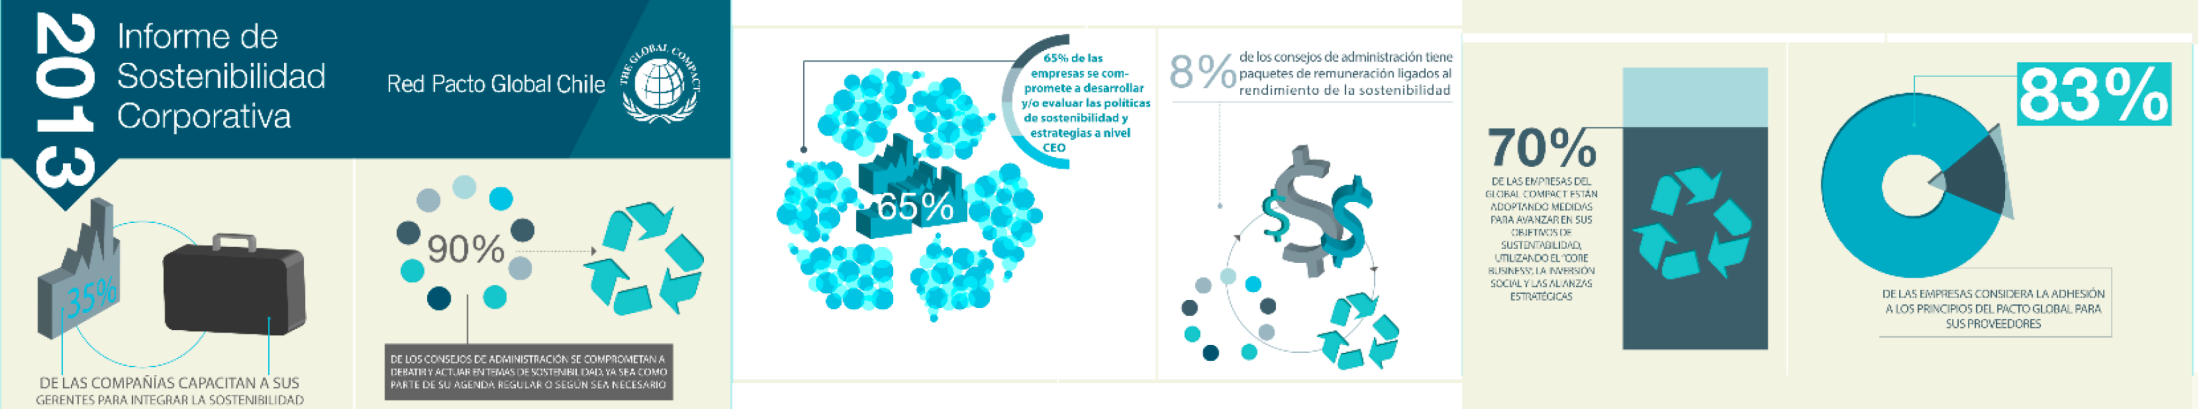 2013
Informe de
Sostenibilidad
Corporativa
Red Pacto Global Chile
THE GLOBAL COMPACT
35%
DE LAS COMPAÑÍAS CAPACITAN A SUS
GERENTES PARA INTEGRAR LA SOSTENIBILIDAD
90%
DE LOS CONSEJOS DE ADMINISTRACIÓN SE COMPROMETAN A
DEBATIR Y ACTUAR EN TEMAS DE SOSTENIBILIDAD, YA SEA COMO
PARTE DE SU AGENDA REGULAR O SEGÚN SEA NECESARIO
65%
65% de las
empresas se com-
promete a desarrollar
y/o evaluar las políticas
de sostenibilidad y
estrategias a nivel
CEO
8%
de los consejos de administración tiene
paquetes de remuneración ligados al
rendimiento de la sostenibilidad
70%
DE LAS EMPRESAS DEL
GLOBAL COMPACT ESTÁN
ADOPTANDO MEDIDAS
PARA AVANZAR EN SUS
OBJETIVOS DE
SUSTENTABILIDAD,
UTILIZANDO EL "CORE
BUSINESS", LA INVERSIÓN
SOCIAL Y LAS ALIANZAS
ESTRATÉGICAS
83%
DE LAS EMPRESAS CONSIDERA LA ADHESIÓN
A LOS PRINCIPIOS DEL PACTO GLOBAL PARA
SUS PROVEEDORES